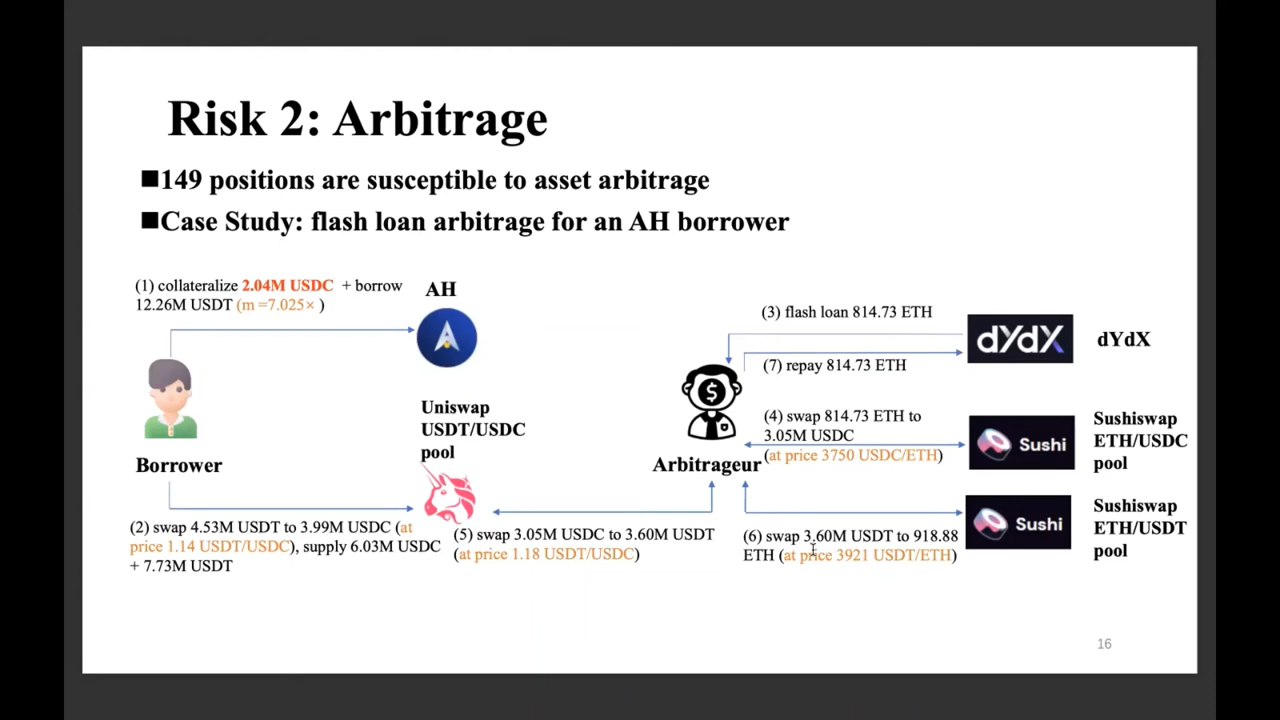 Risk 2: Arbitrage
■149 positions are susceptible to asset arbitrage
■Case Study: flash loan arbitrage for an AH borrower
(1) collateralize 2.04M USDC + borrow
12.26M USDT (m =7.025× )
AH
Borrower
Uniswap
USDT/USDC
pool
(2) swap 4.53M USDT to 3.99M USDC (at
price 1.14 USDT/USDC), supply 6.03M USDC
+ 7.73M USDT
(3) flash loan 814.73 ETH
(7) repay 814.73 ETH
dYdX
dYdX
Arbitrageur
(4) swap 814.73 ETH to
3.05M USDC
(at price 3750 USDC/ETH)
Sushi
Sushiswap
ETH/USDC
pool
(5) swap 3.05M USDC to 3.60M USDT
(at price 1.18 USDT/USDC)
(6) swap 3.60M USDT to 918.88
ETH (at price 3921 USDT/ETH)
Sushi
Sushiswap
ETH/USDT
pool
16